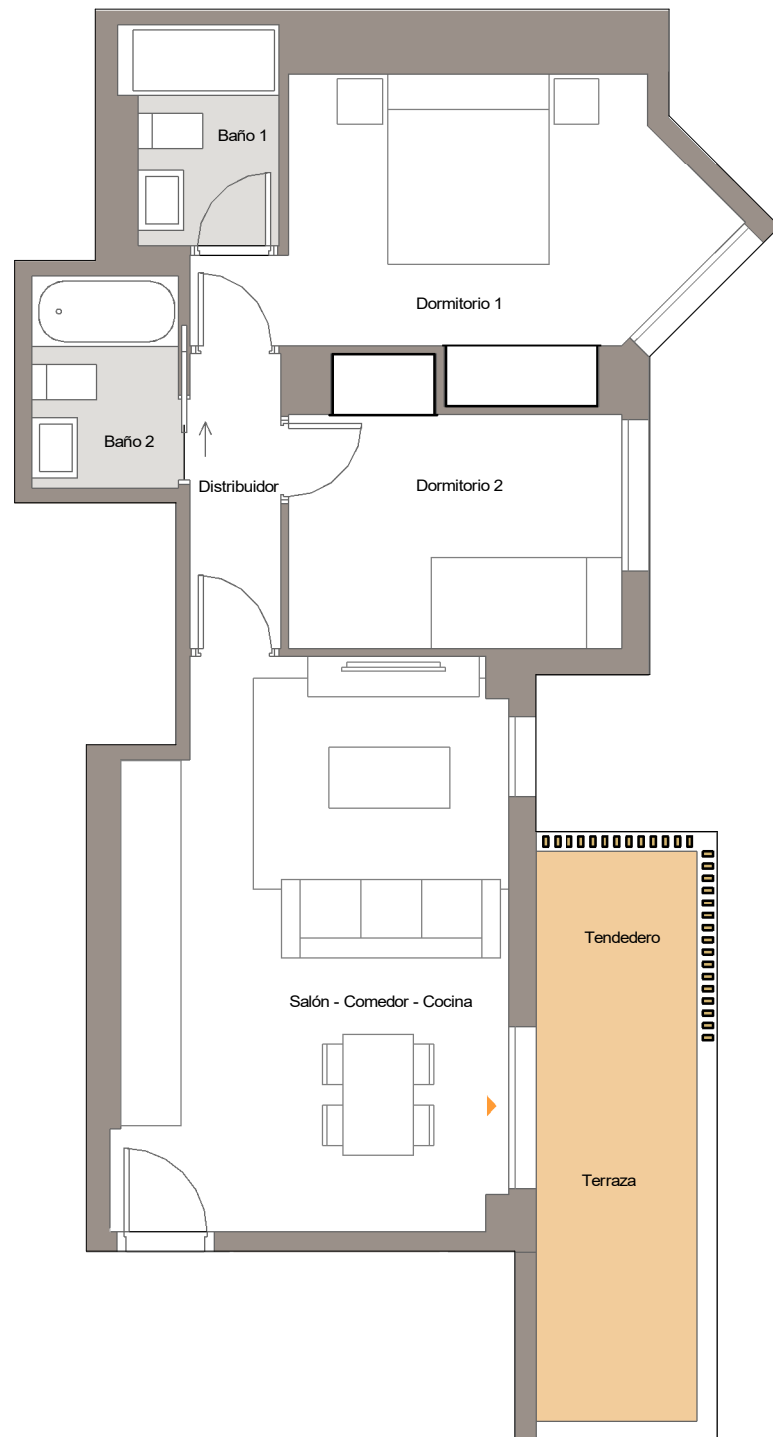 Baño 1
Dormitorio 1
Baño 2
Distribuidor
Dormitorio 2
Tendedero
Salón - Comedor - Cocina
Terraza